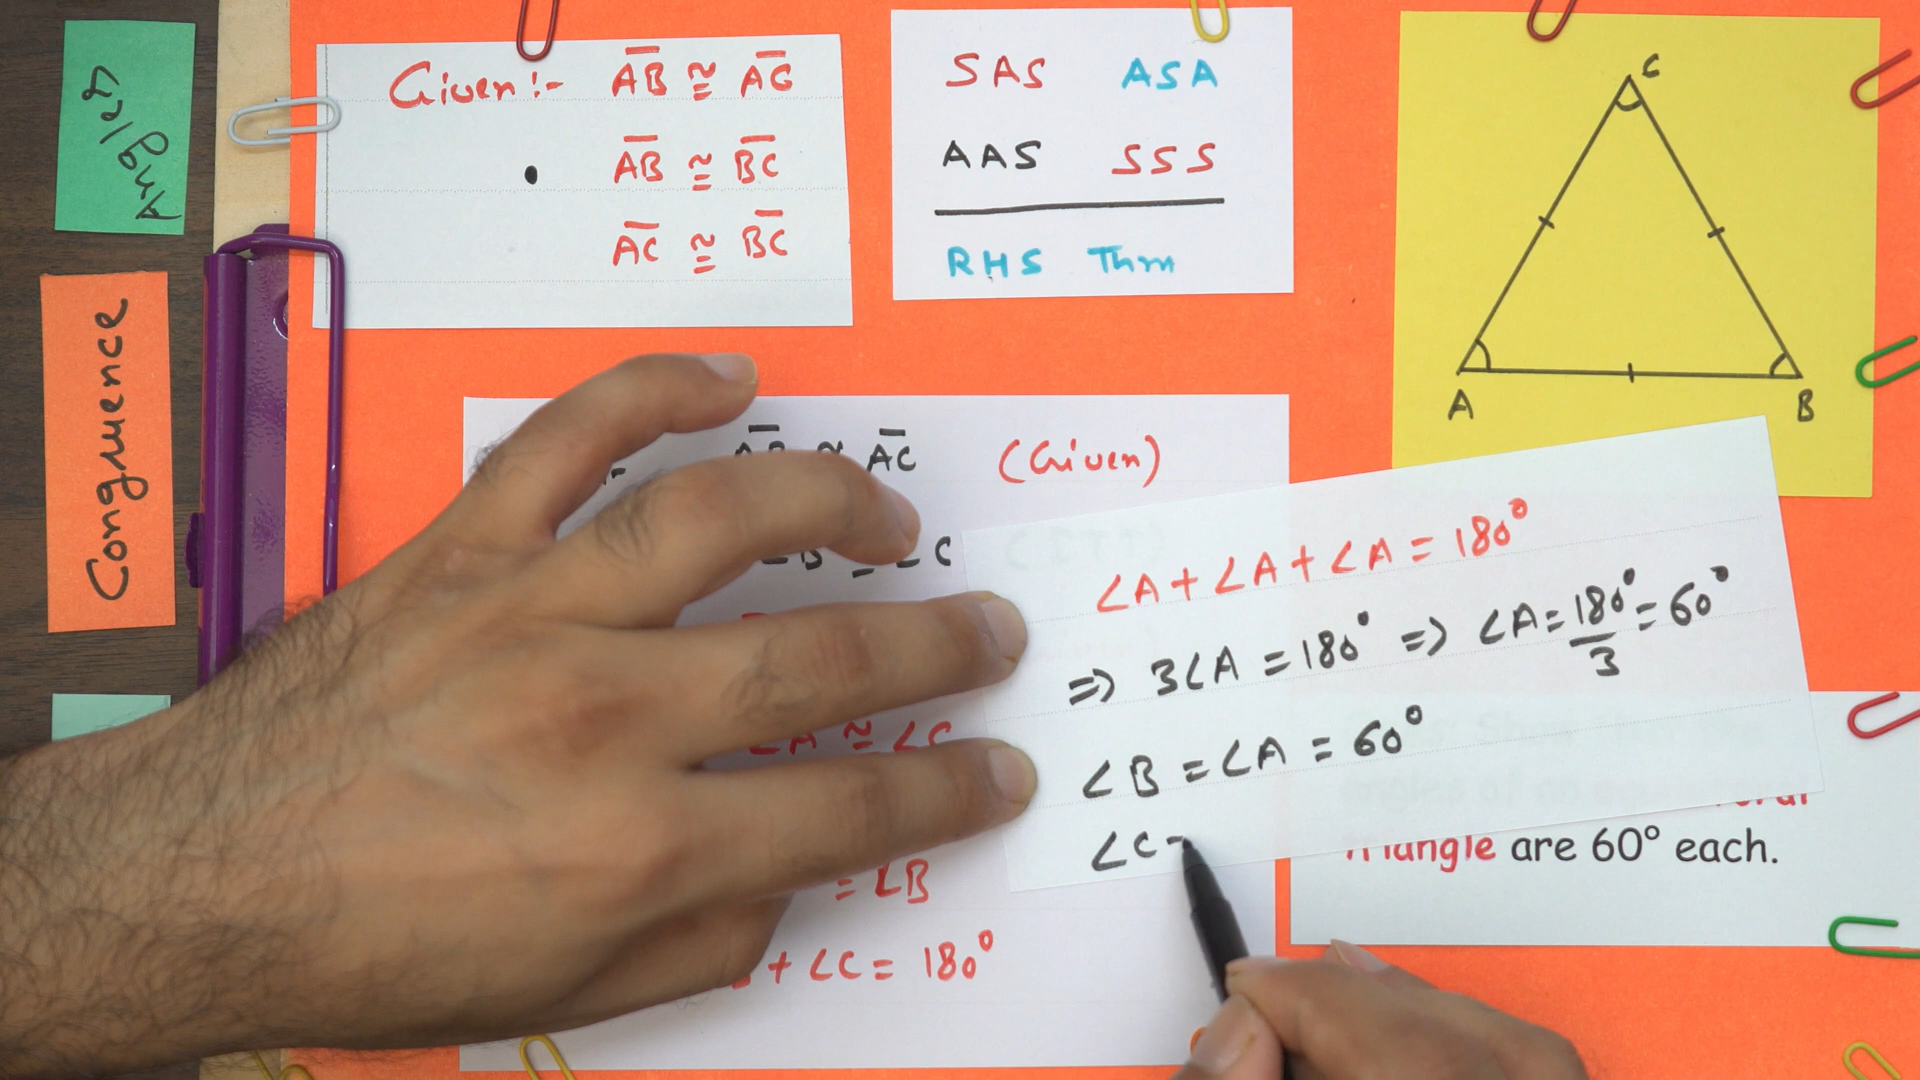 Angles
Congruence
Given :- AB ≅ AC
AB ≅ BC
AC ≅ BC
SAS ASA
AAS SSS
RHS Thm
C
A B
AC (Given)
∠C
∠A ≅ ∠C
= ∠B
+ ∠C = 180°
∠A + ∠A + ∠A = 180°
=> 3∠A = 180° => ∠A = 180°/3 = 60°
∠B = ∠A = 60°
∠C =
Triangle are 60° each.